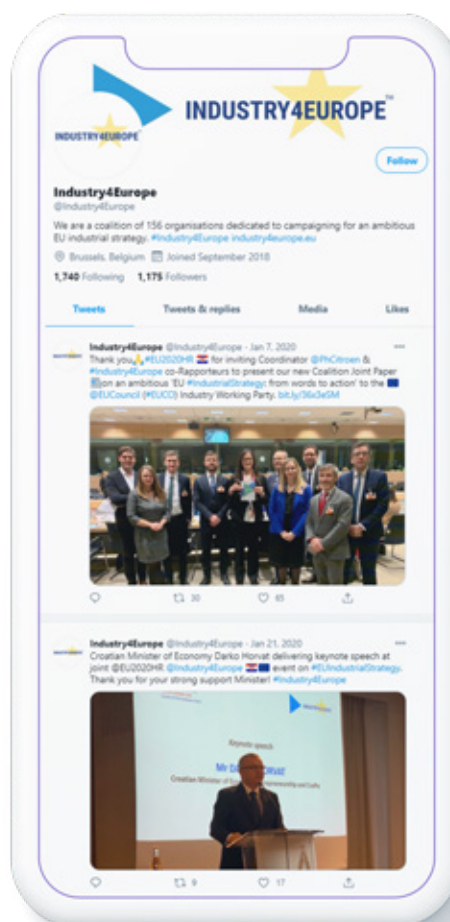 INDUSTRY4EUROPE™
INDUSTRY4EUROPE
Follow
Industry4Europe
@Industry4Europe
We are a coalition of 156 organisations dedicated to campaigning for an ambitious
EU industrial strategy. #Industry4Europe industry4europe.eu
Brussels, Belgium Joined September 2018
1,740 Following 1,175 Followers
Tweets Tweets & replies Media Likes
Industry4Europe @Industry4Europe · Jan 7, 2020
Thank you🙏#EU2020HR 🇭🇷 for inviting Coordinator @PhCitroen &
#Industry4Europe co-Rapporteurs to present our new Coalition Joint Paper
on an ambitious 'EU #IndustrialStrategy: from words to action' to the 🇪🇺
@EUCouncil (#EUCO) Industry Working Party. bit.ly/36x3eSM
30 65
Industry4Europe @Industry4Europe · Jan 21, 2020
Croatian Minister of Economy Darko Horvat delivering keynote speech at
joint @EU2020HR @Industry4Europe 🇭🇷🇪🇺 event on #EUIndustrialStrategy.
Thank you for your strong support Minister! #Industry4Europe
Keynote speech
Croatian Minister of
9 17